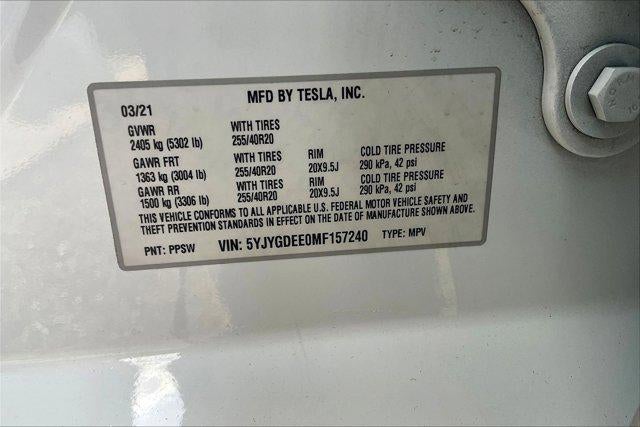 MFD BY TESLA, INC.
03/21
GVWR WITH TIRES
2405 kg (5302 lb) 255/40R20
GAWR FRT WITH TIRES RIM COLD TIRE PRESSURE
1363 kg (3004 lb) 255/40R20 20X9.5J 290 kPa, 42 psi
GAWR RR WITH TIRES RIM COLD TIRE PRESSURE
1500 kg (3306 lb) 255/40R20 20X9.5J 290 kPa, 42 psi
THIS VEHICLE CONFORMS TO ALL APPLICABLE U.S. FEDERAL MOTOR VEHICLE SAFETY AND
THEFT PREVENTION STANDARDS IN EFFECT ON THE DATE OF MANUFACTURE SHOWN ABOVE.
PNT: PPSW VIN: 5YJYGDEE0MF157240 TYPE: MPV